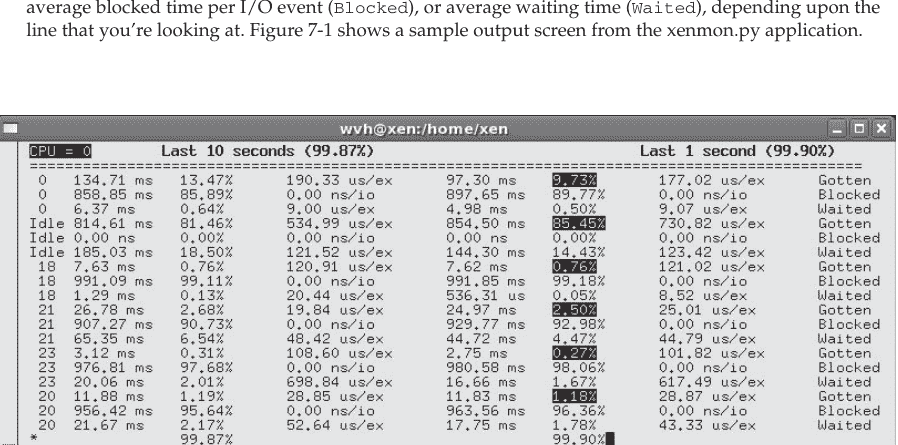 average blocked time per I/O event (Blocked), or average waiting time (Waited), depending upon the
line that you're looking at. Figure 7-1 shows a sample output screen from the xenmon.py application.
wvh@xen:/home/xen
CPU = 0 Last 10 seconds (99.87%) Last 1 second (99.90%)
0 134.71 ms 13.47% 190.33 us/ex 97.30 ms 9.73% 177.02 us/ex Gotten
0 858.85 ms 85.89% 0.00 ns/io 897.65 ms 89.77% 0.00 ns/io Blocked
0 6.37 ms 0.64% 9.00 us/ex 4.98 ms 0.50% 9.07 us/ex Waited
Idle 814.61 ms 81.46% 534.99 us/ex 854.50 ms 85.45% 730.82 us/ex Gotten
Idle 0.00 ns 0.00% 0.00 ns/io 0.00 ns 0.00% 0.00 ns/io Blocked
Idle 185.03 ms 18.50% 121.52 us/ex 144.30 ms 14.43% 123.42 us/ex Waited
18 7.63 ms 0.76% 120.91 us/ex 7.62 ms 0.76% 121.02 us/ex Gotten
18 991.09 ms 99.11% 0.00 ns/io 991.85 ms 99.18% 0.00 ns/io Blocked
18 1.29 ms 0.13% 20.44 us/ex 536.31 us 0.05% 8.52 us/ex Waited
21 26.78 ms 2.68% 19.84 us/ex 24.97 ms 2.50% 25.01 us/ex Gotten
21 907.27 ms 90.73% 0.00 ns/io 929.77 ms 92.98% 0.00 ns/io Blocked
21 65.35 ms 6.54% 48.42 us/ex 44.72 ms 4.47% 44.79 us/ex Waited
23 3.12 ms 0.31% 108.60 us/ex 2.75 ms 0.27% 101.82 us/ex Gotten
23 976.81 ms 97.68% 0.00 ns/io 980.58 ms 98.06% 0.00 ns/io Blocked
23 20.06 ms 2.01% 698.84 us/ex 16.66 ms 1.67% 617.49 us/ex Waited
20 11.88 ms 1.19% 28.85 us/ex 11.83 ms 1.18% 28.87 us/ex Gotten
20 956.42 ms 95.64% 0.00 ns/io 963.56 ms 96.36% 0.00 ns/io Blocked
20 21.67 ms 2.17% 52.64 us/ex 17.75 ms 1.78% 43.33 us/ex Waited
* 99.87% 99.90%